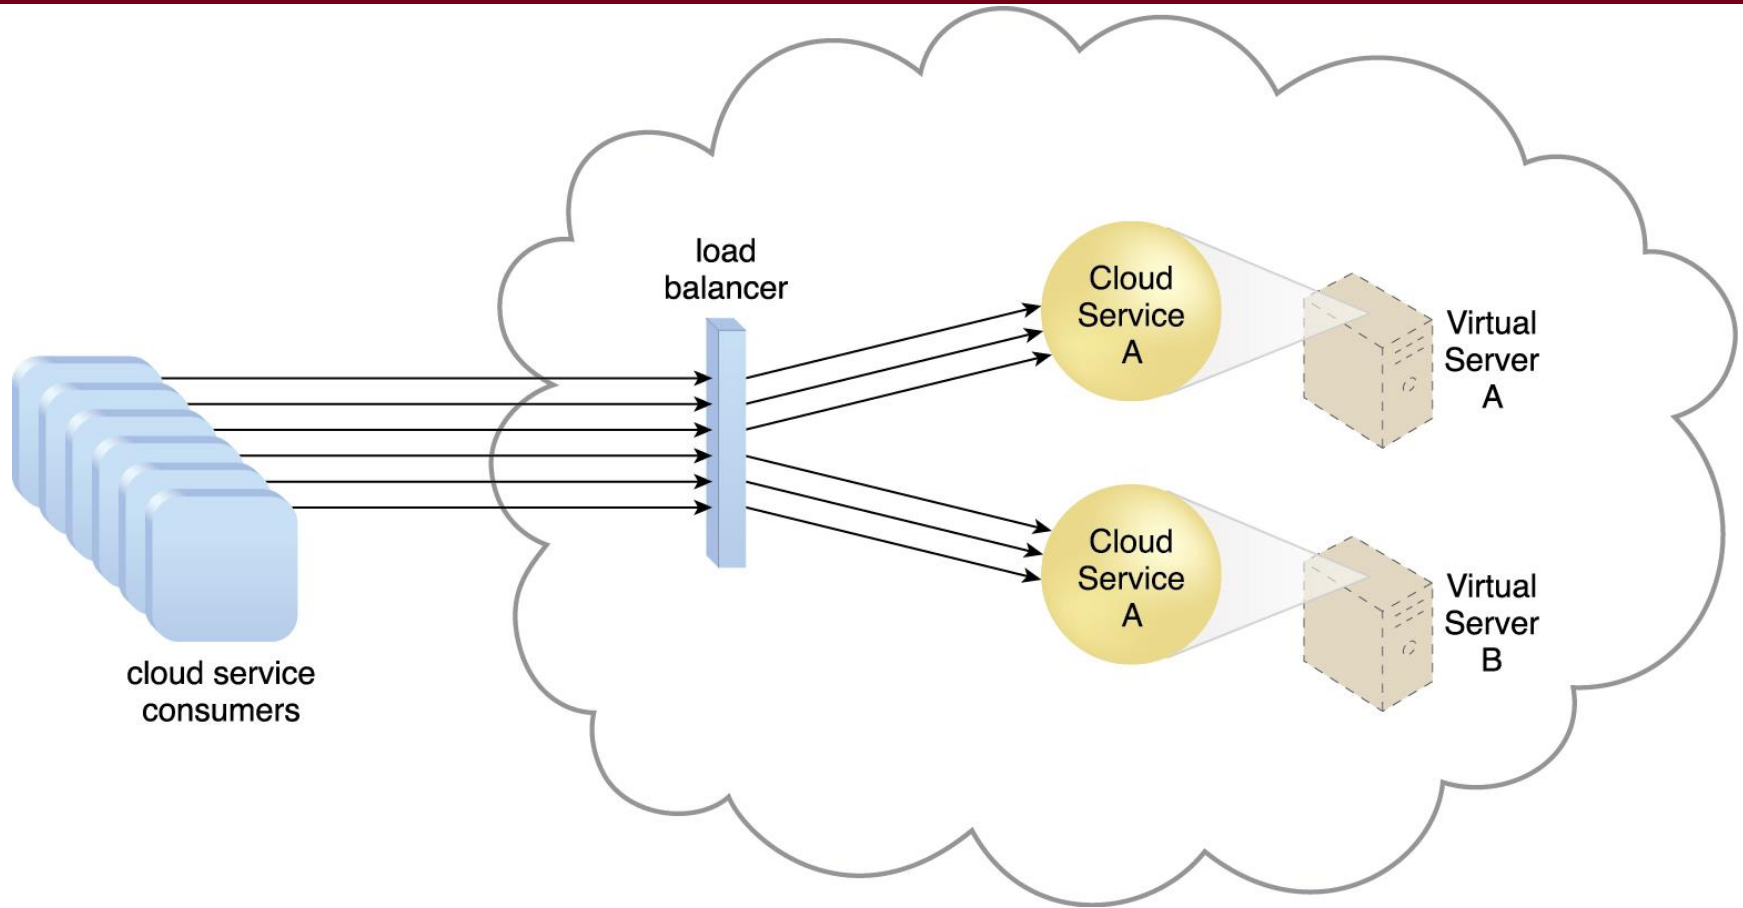 load
balancer
Cloud
Service
A
Virtual
Server
A
Cloud
Service
A
Virtual
Server
B
cloud service
consumers